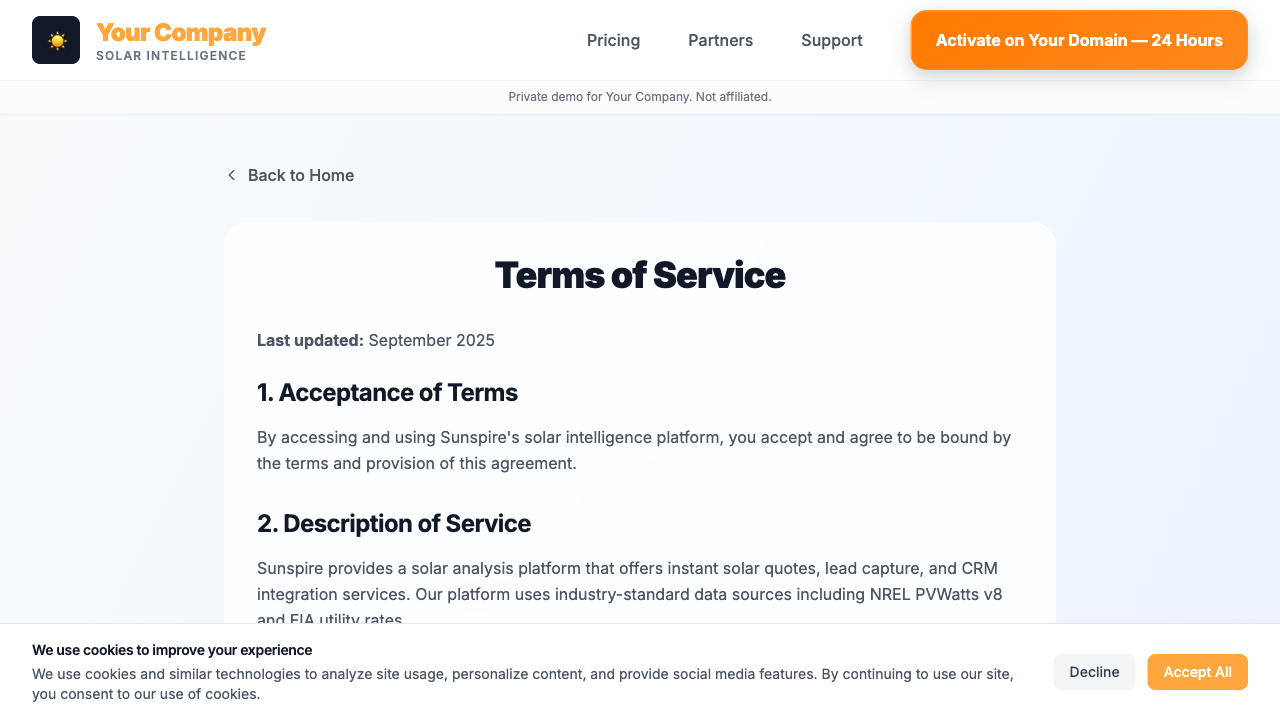 Your Company
SOLAR INTELLIGENCE
Pricing
Partners
Support
Activate on Your Domain — 24 Hours
Private demo for Your Company. Not affiliated.
Back to Home
Terms of Service
Last updated: September 2025
1. Acceptance of Terms
By accessing and using Sunspire's solar intelligence platform, you accept and agree to be bound by
the terms and provision of this agreement.
2. Description of Service
Sunspire provides a solar analysis platform that offers instant solar quotes, lead capture, and CRM
integration services. Our platform uses industry-standard data sources including NREL PVWatts v8
and EIA utility rates.
We use cookies to improve your experience
We use cookies and similar technologies to analyze site usage, personalize content, and provide social media features. By continuing to use our site,
you consent to our use of cookies.
Decline
Accept All